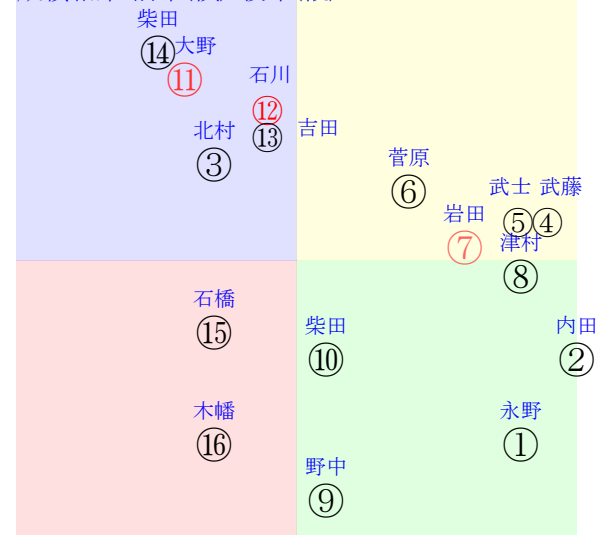 柴田
⑭大野
⑪
石川
⑫
北村
⑬
吉田
③
菅原
⑥
武士 武藤
岩田
⑤④
⑦
津村
⑧
石橋
⑮
柴田
⑩
内田
②
木幡
⑯
永野
①
野中
⑨